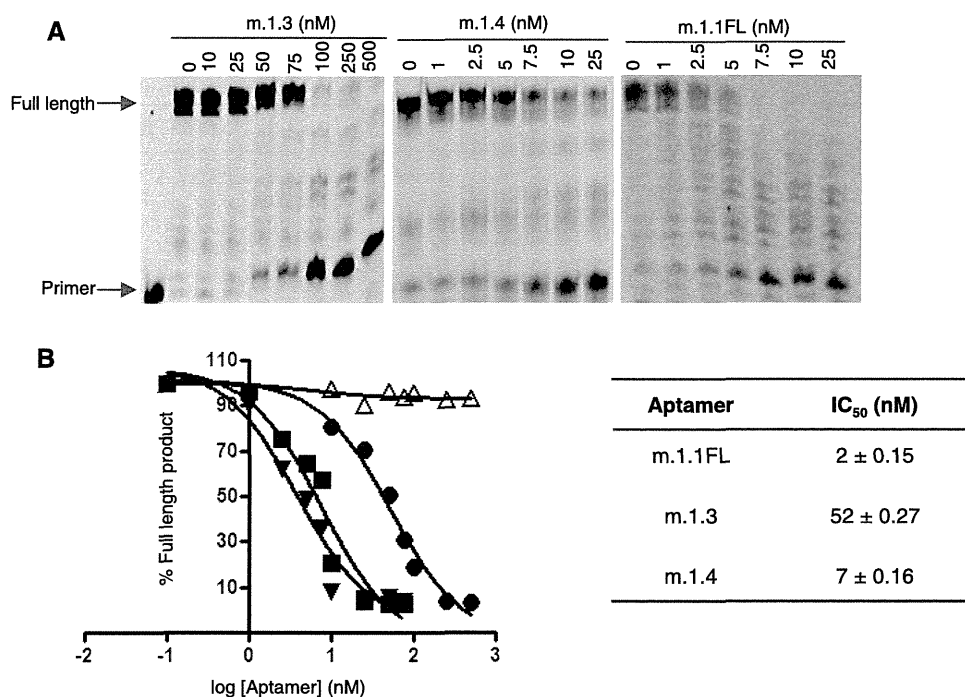 A
m.1.3 (nM)
0 10 25 50 75 100 250 500
m.1.4 (nM)
0 1 2.5 5 7.5 10 25
m.1.1FL (nM)
0 1 2.5 5 7.5 10 25
Full length
Primer
B
% Full length product
110
90
70
50
30
10
-2 -1 0 1 2 3
log [Aptamer] (nM)
Aptamer IC50 (nM)
m.1.1FL 2 ± 0.15
m.1.3 52 ± 0.27
m.1.4 7 ± 0.16